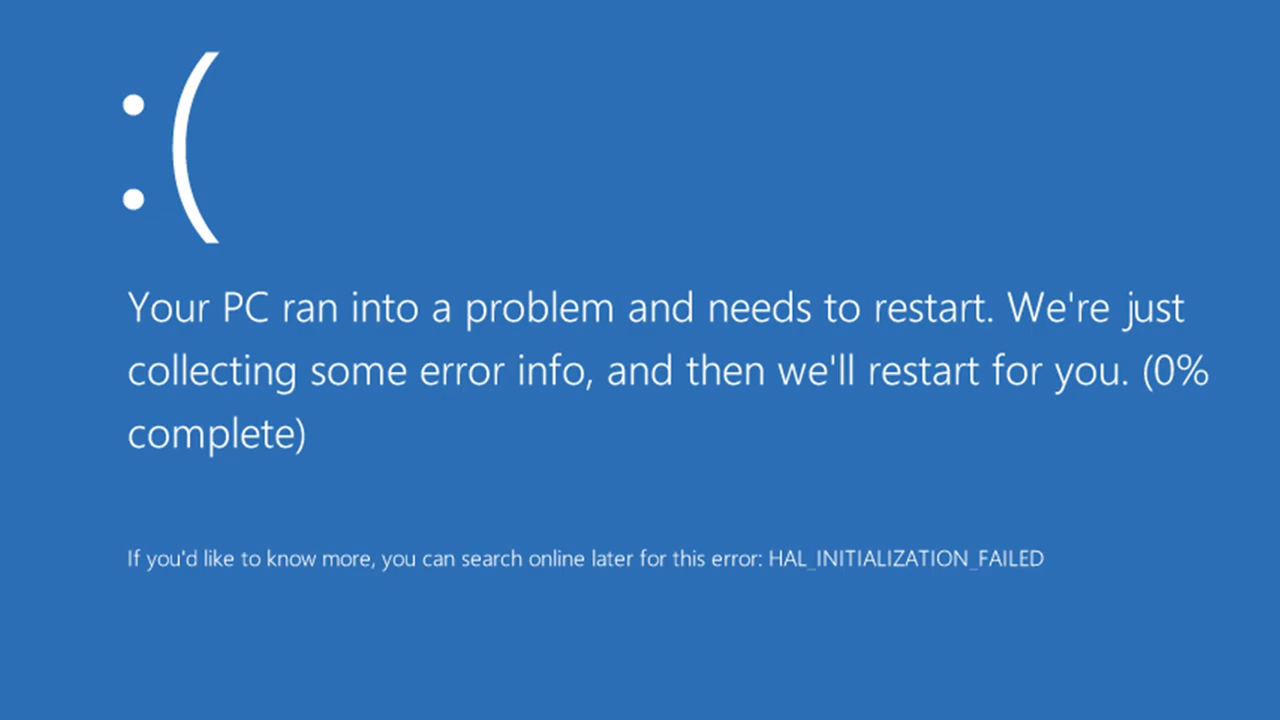 :(
Your PC ran into a problem and needs to restart. We're just
collecting some error info, and then we'll restart for you. (0%
complete)
If you'd like to know more, you can search online later for this error: HAL_INITIALIZATION_FAILED